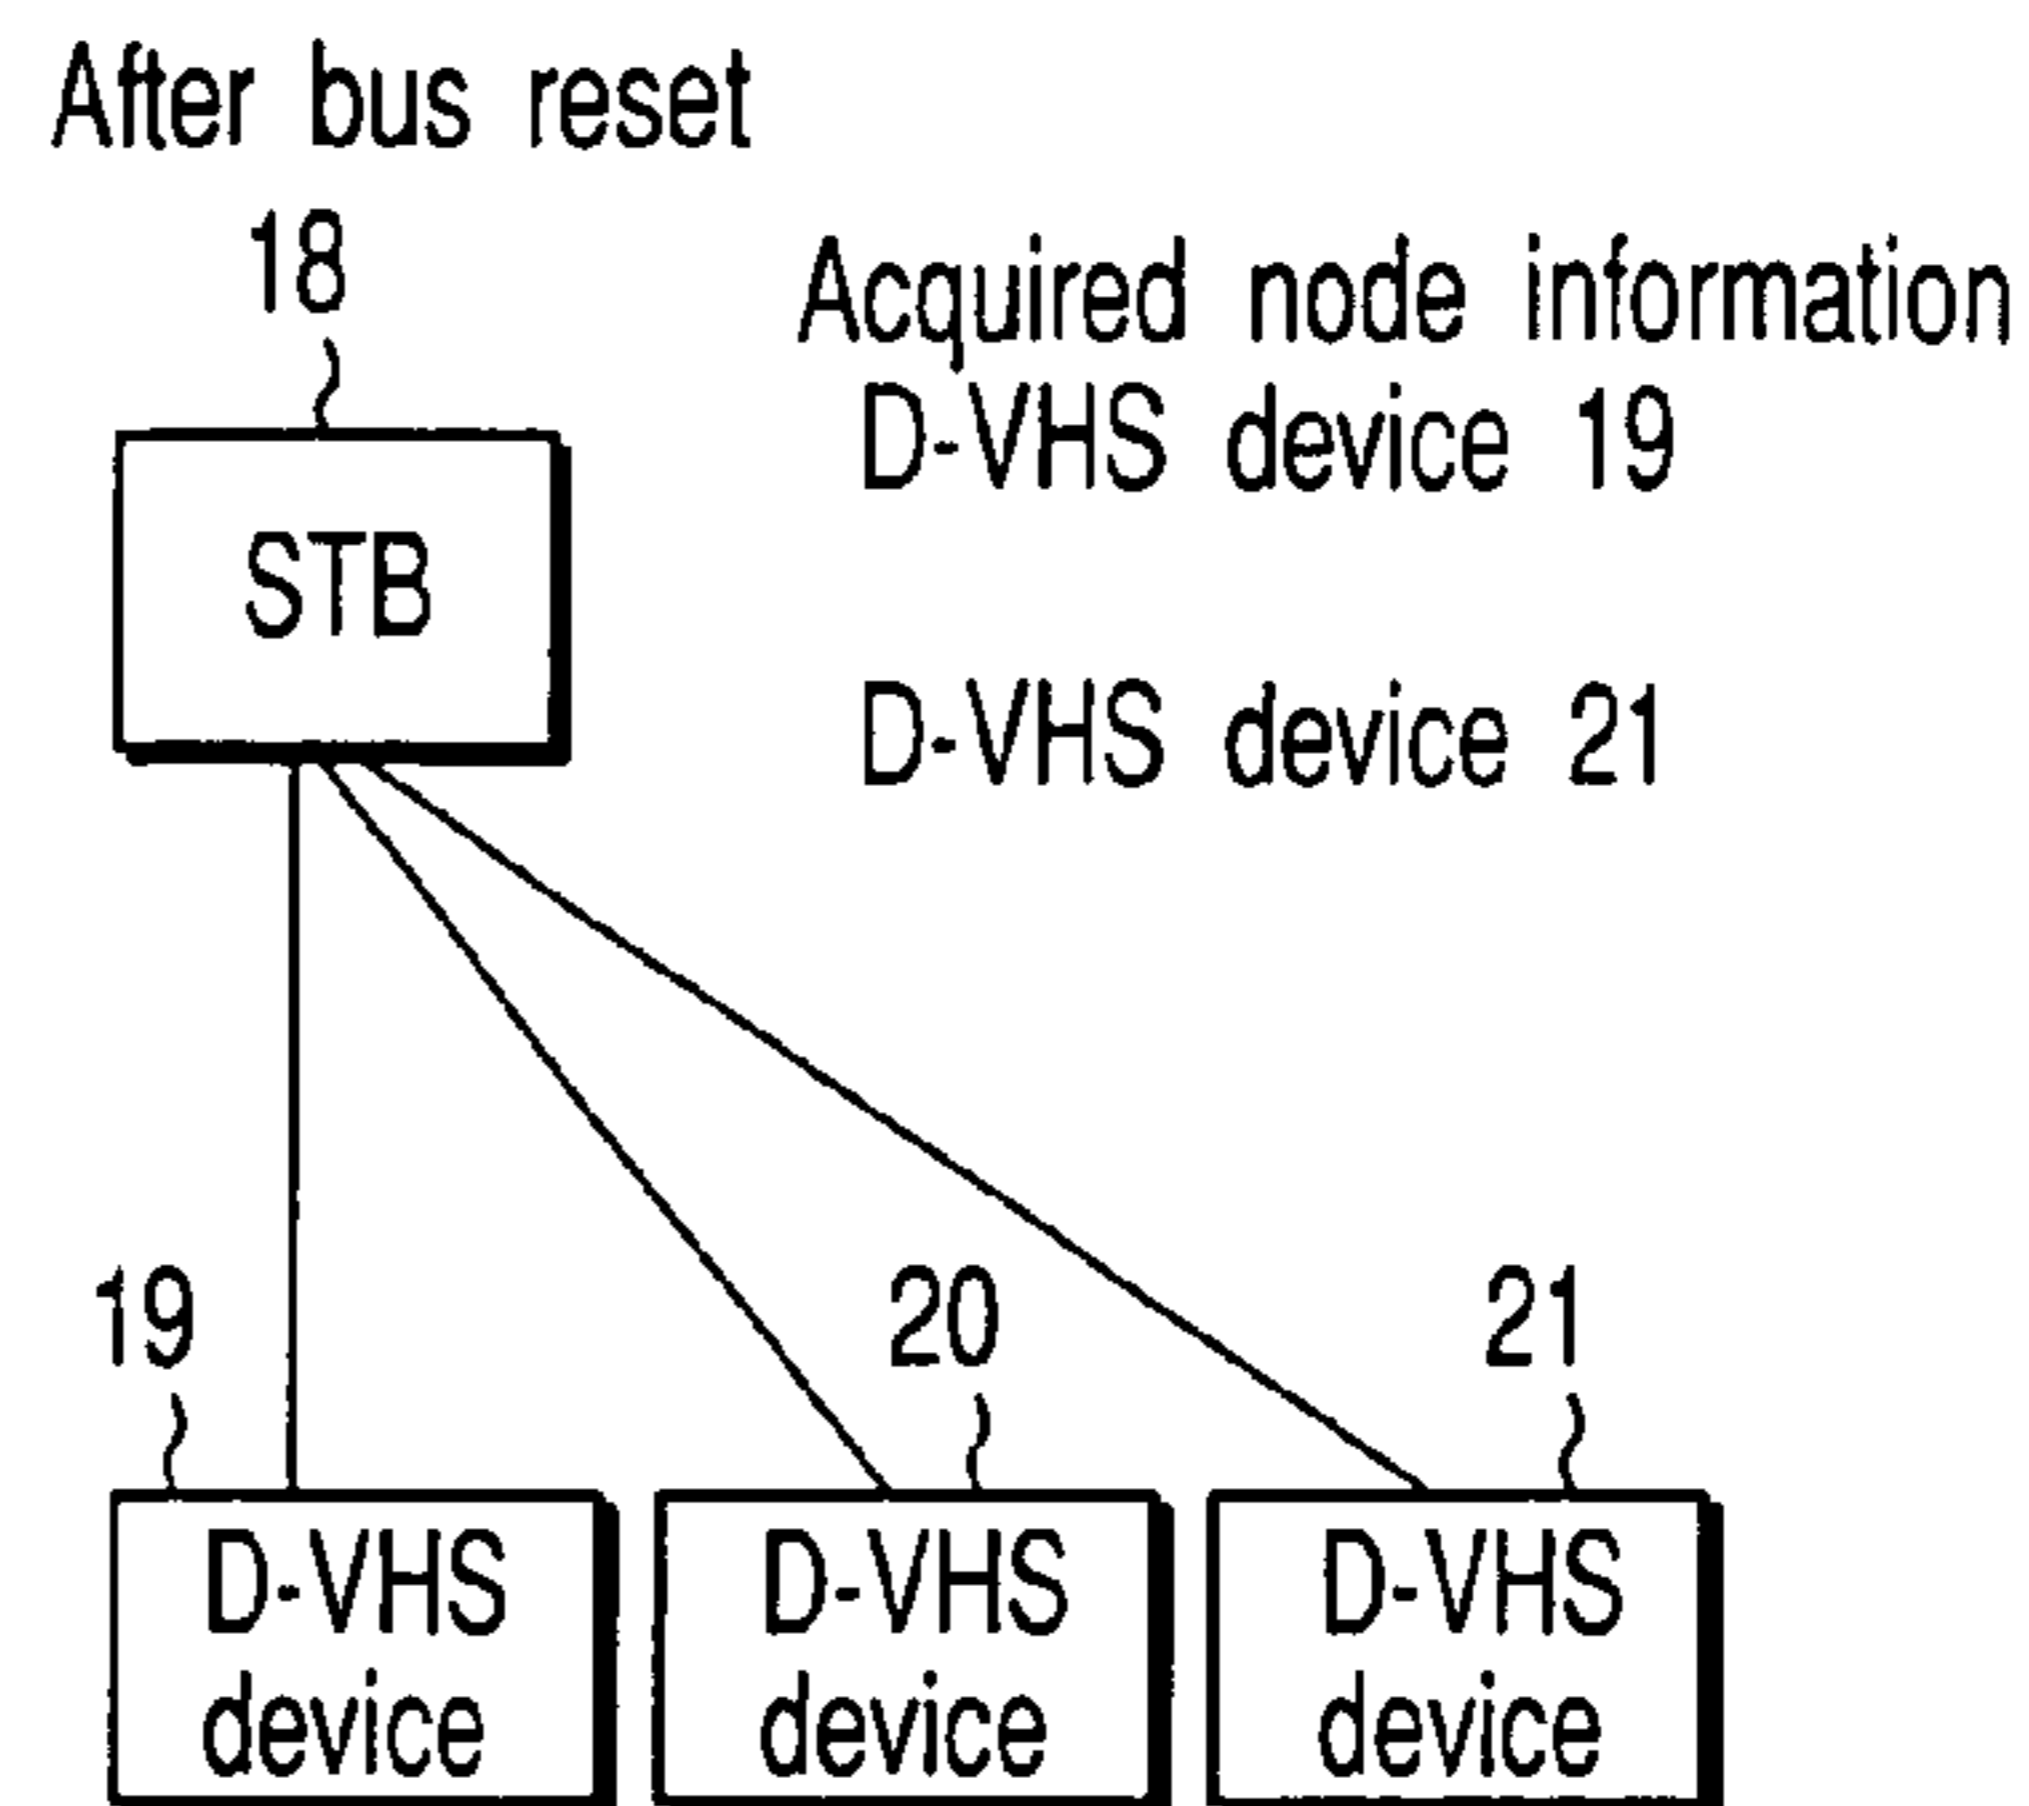 After bus reset
18
Acquired node information
D-VHS device 19
STB
D-VHS device 21
19
20
21
D-VHS
device
D-VHS
device
D-VHS
device